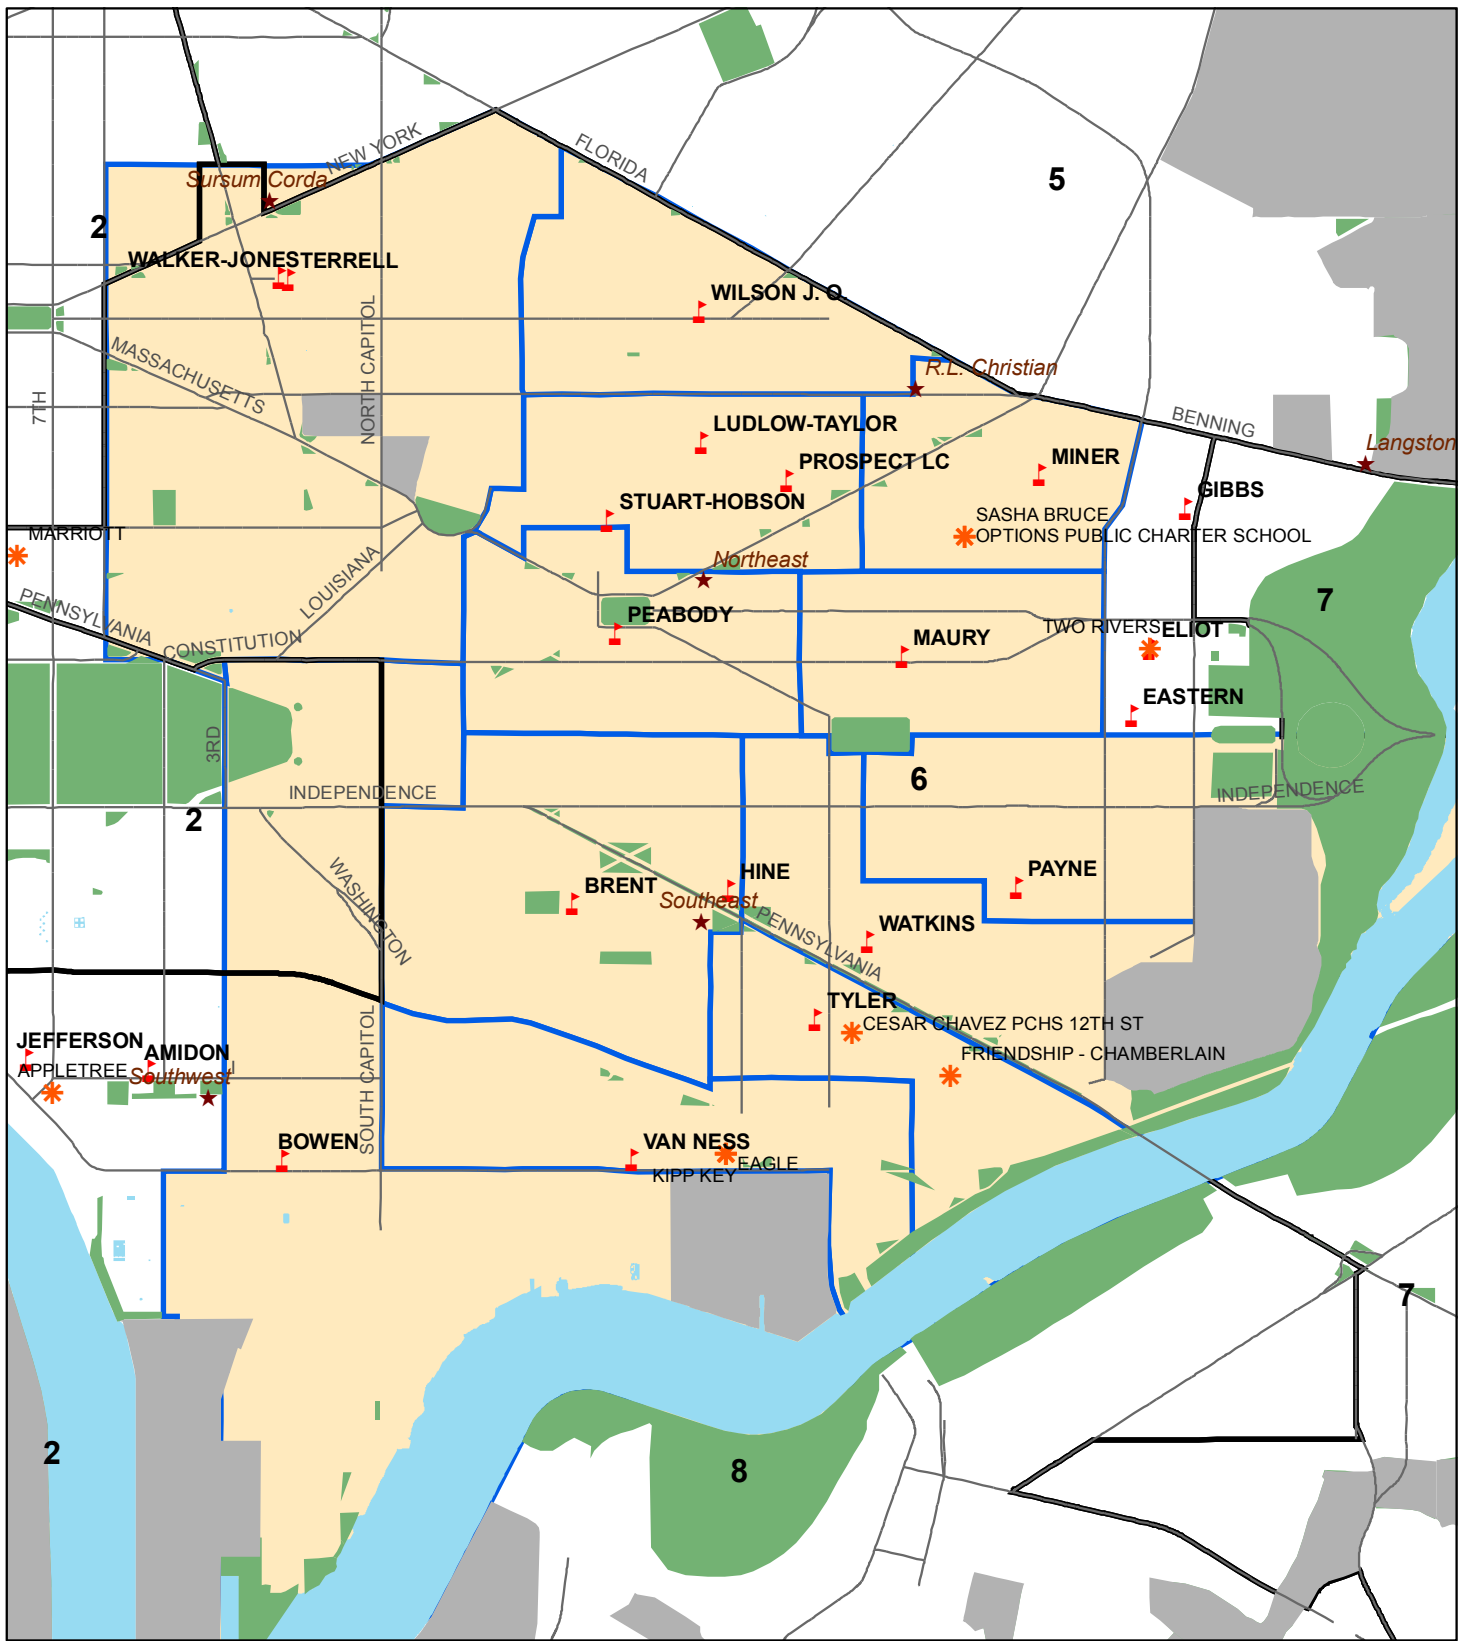 NEW YORK
FLORIDA
5
Sursum Corda
2
WALKER-JONES
TERRELL
WILSON J. O.
NORTH CAPITOL
MASSACHUSETTS
7TH
R.L. Christian
BENNING
LUDLOW-TAYLOR
Langston
PROSPECT LC
MINER
STUART-HOBSON
GIBBS
SASHA BRUCE
OPTIONS PUBLIC CHARTER SCHOOL
MARRIOTT
Northeast
LOUISIANA
PENNSYLVANIA
7
PEABODY
CONSTITUTION
MAURY
TWO RIVERS
ELIOT
EASTERN
3RD
6
INDEPENDENCE
INDEPENDENCE
2
WASHINGTON
BRENT
HINE
PAYNE
Southeast
PENNSYLVANIA
WATKINS
TYLER
CESAR CHAVEZ PCHS 12TH ST
JEFFERSON
AMIDON
FRIENDSHIP - CHAMBERLAIN
APPLETREE
Southwest
SOUTH CAPITOL
BOWEN
VAN NESS
EAGLE
KIPP KEY
7
2
8